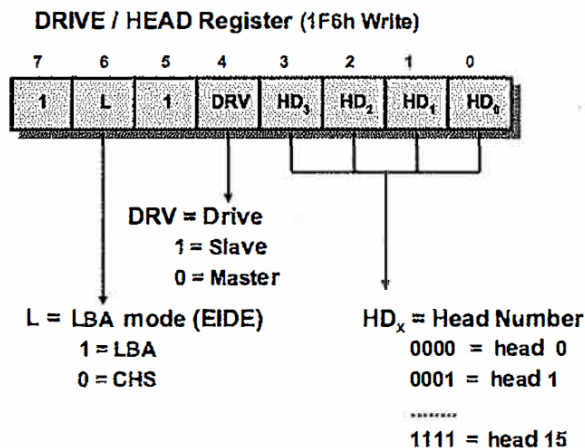 DRIVE / HEAD Register (1F6h Write)
7 6 5 4 3 2 1 0
1 L 1 DRV HD₃ HD₂ HD₁ HD₀
DRV = Drive
1 = Slave
0 = Master
L = LBA mode (EIDE)
1 = LBA
0 = CHS
HDₓ = Head Number
0000 = head 0
0001 = head 1
........
1111 = head 15